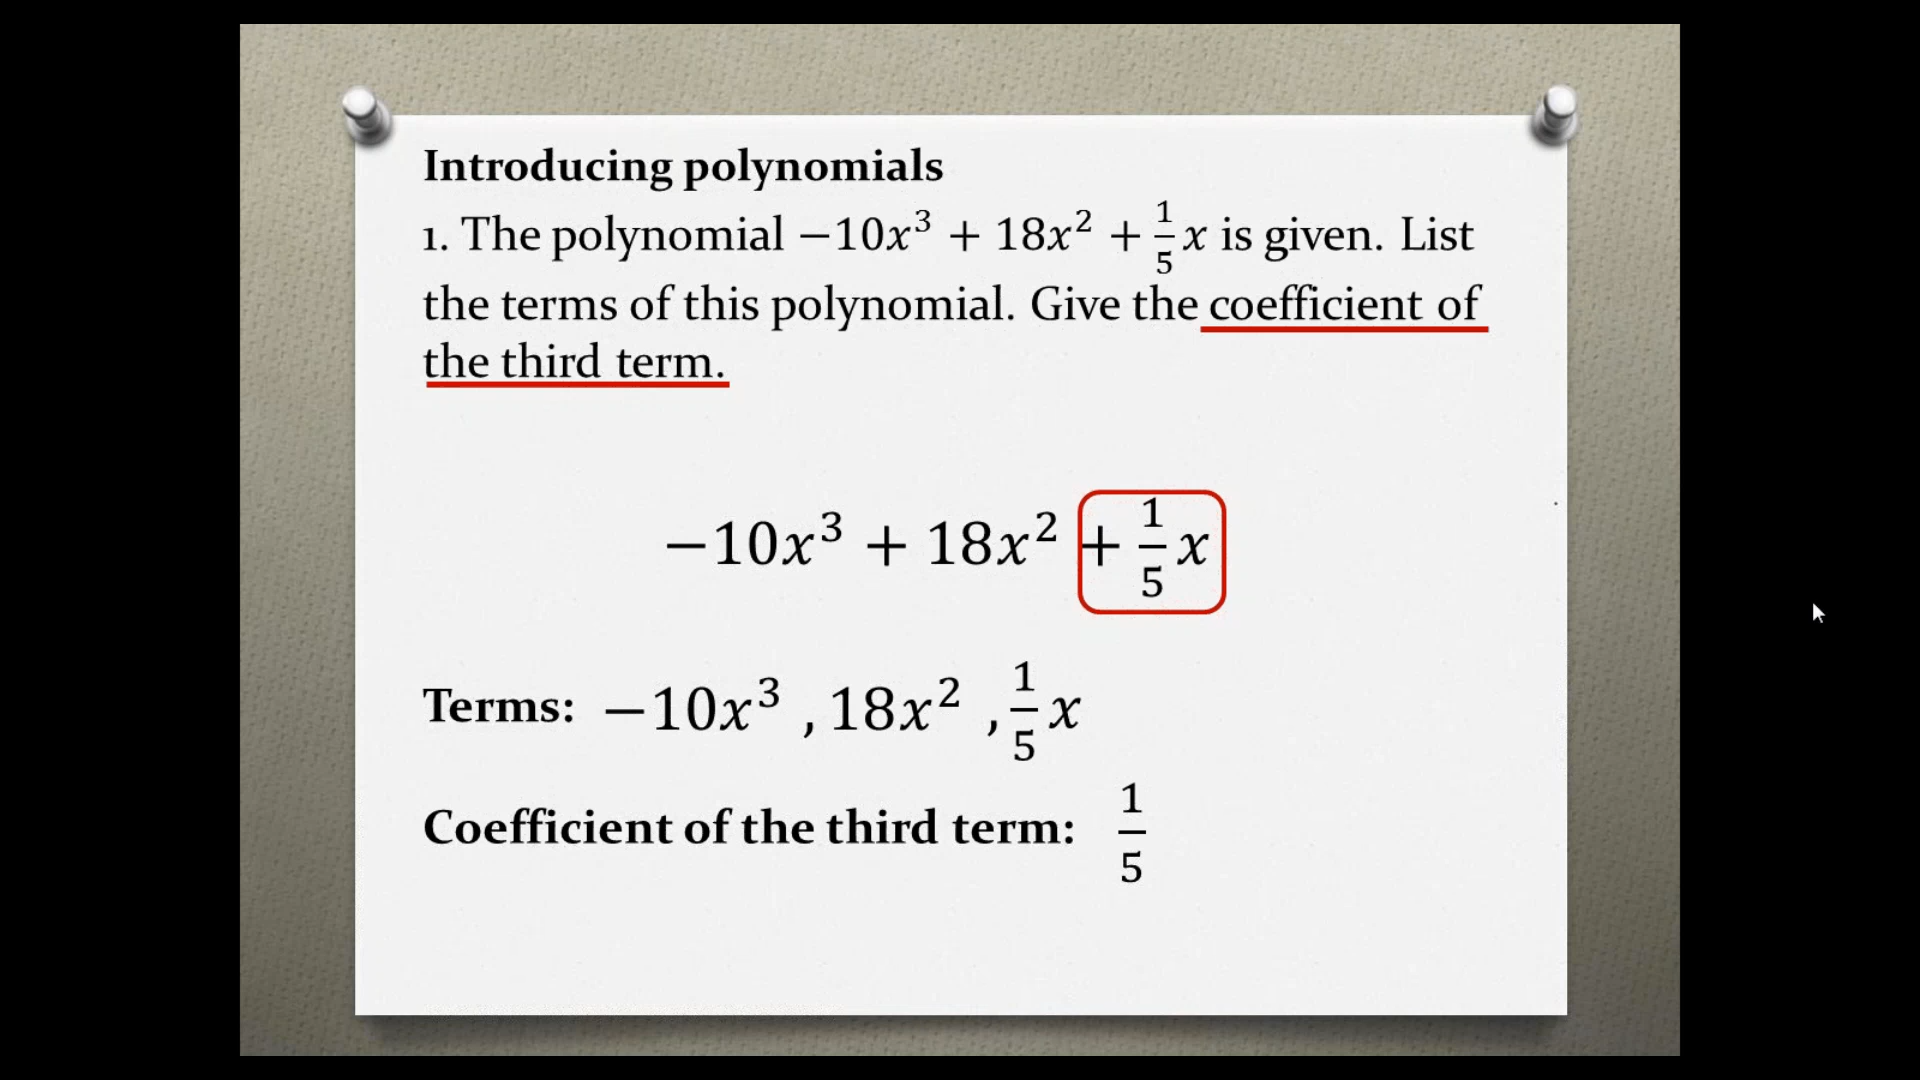 Introducing polynomials
1. The polynomial −10x³ + 18x² + 1/5 x is given. List
the terms of this polynomial. Give the coefficient of
the third term.
−10x³ + 18x² + 1/5 x
Terms: −10x³ , 18x² , 1/5 x
Coefficient of the third term: 1/5